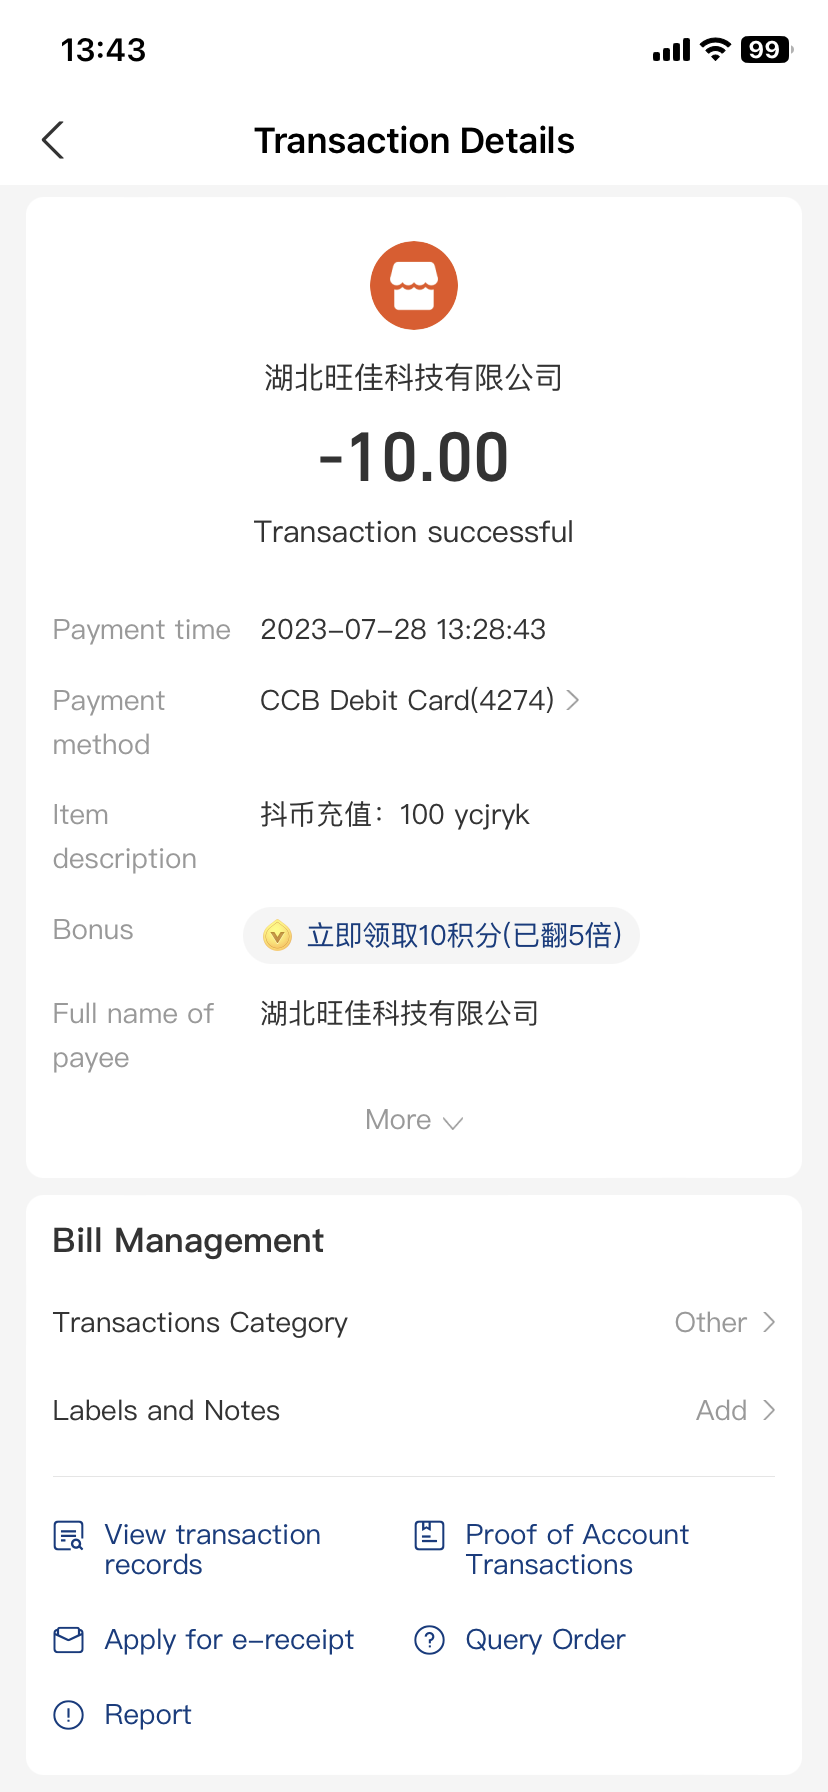 13:43
99
Transaction Details
湖北旺佳科技有限公司
-10.00
Transaction successful
Payment time 2023-07-28 13:28:43
Payment method CCB Debit Card(4274)
Item description 抖币充值：100 ycjryk
Bonus 立即领取10积分(已翻5倍)
Full name of payee 湖北旺佳科技有限公司
More
Bill Management
Transactions Category Other
Labels and Notes Add
View transaction records
Proof of Account Transactions
Apply for e-receipt
Query Order
Report